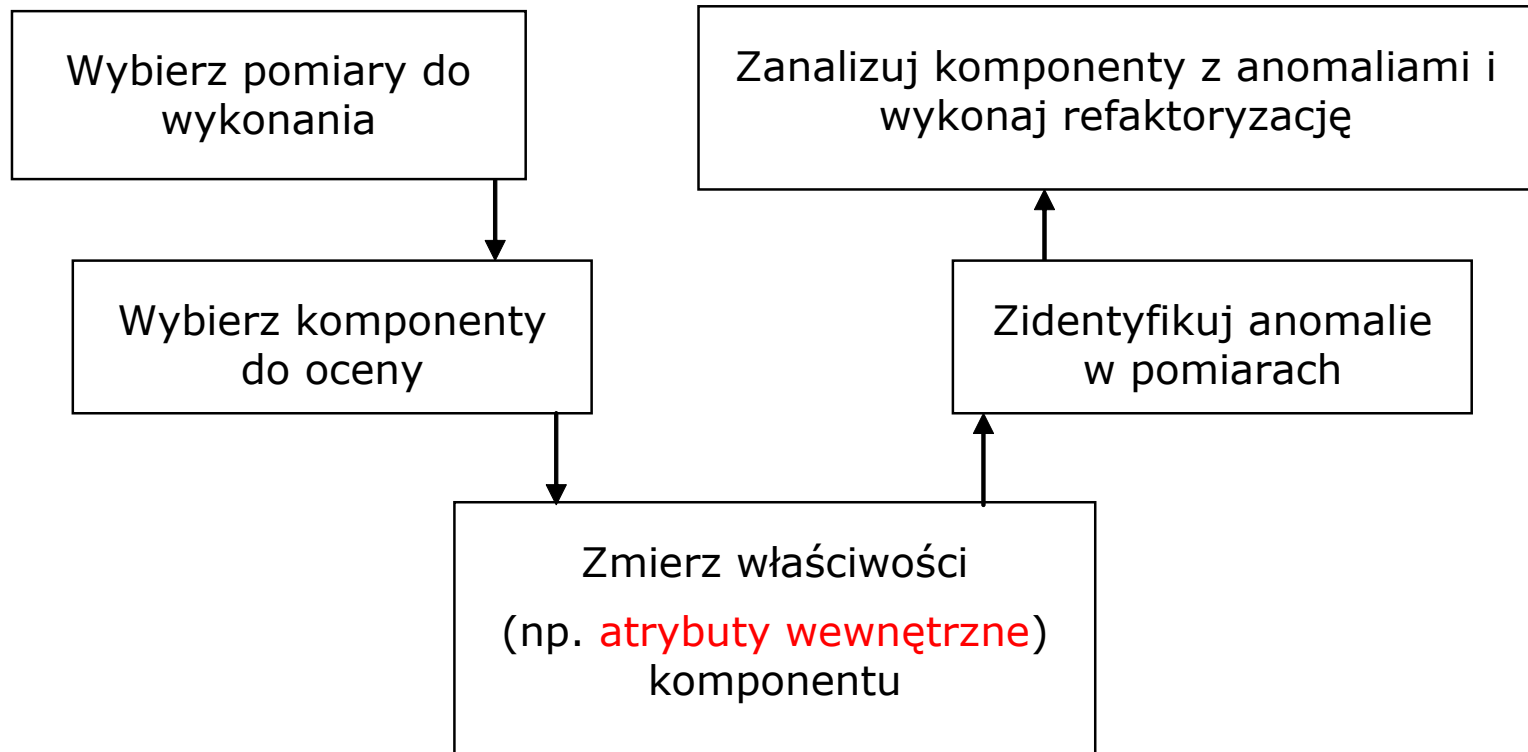 Wybierz pomiary do
wykonania
Wybierz komponenty
do oceny
Zmierz właściwości
(np. atrybuty wewnętrzne)
komponentu
Zidentyfikuj anomalie
w pomiarach
Zanalizuj komponenty z anomaliami i
wykonaj refaktoryzację